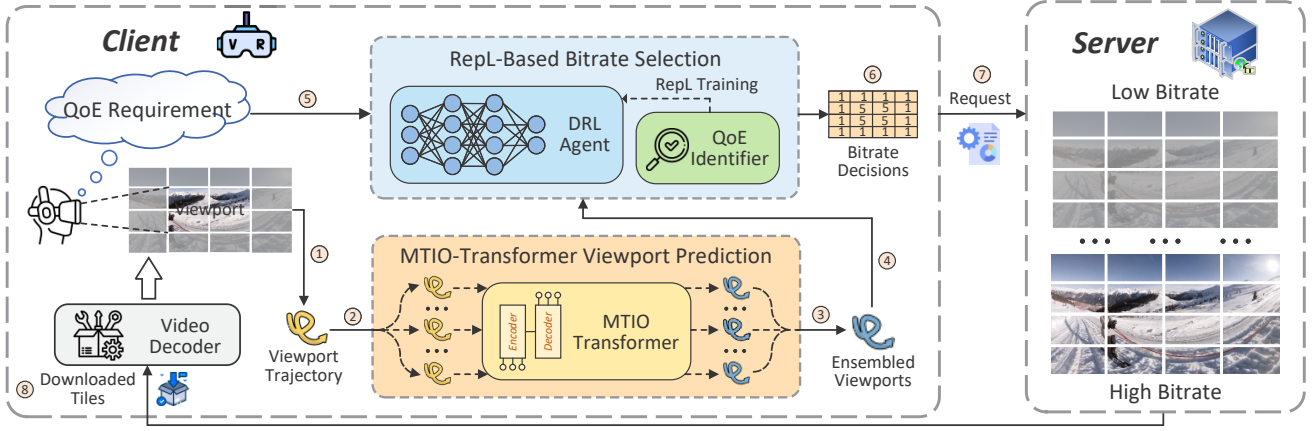 Client
V R
QoE Requirement
Viewport
①
Video
Decoder
⑧
Downloaded
Tiles
Viewport
Trajectory
②
⑤
RepL-Based Bitrate Selection
RepL Training
DRL
Agent
QoE
Identifier
MTIO-Transformer Viewport Prediction
Encoder
Decoder
MTIO
Transformer
③
④
Ensembled
Viewports
⑥
1 1 1 1
1 5 5 1
1 5 5 1
1 1 1 1
Bitrate
Decisions
⑦
Request
Server
Low Bitrate
High Bitrate